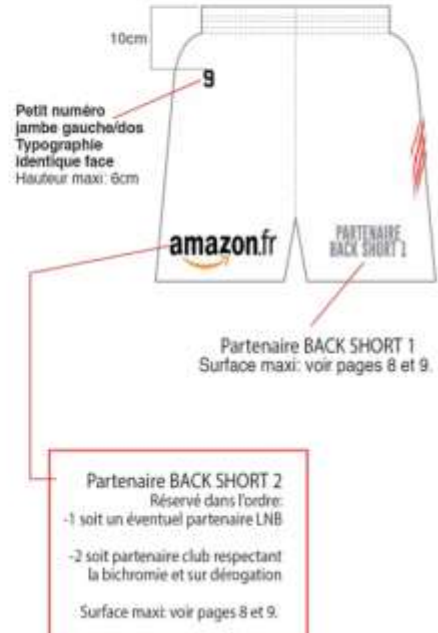 10cm
9
Petit numéro
jambe gauche/dos
Typographie
identique face
Hauteur maxi: 6cm
amazon.fr
PARTENAIRE
BACK SHORT 1
Partenaire BACK SHORT 1
Surface maxi: voir pages 8 et 9.
Partenaire BACK SHORT 2
Réservé dans l'ordre:
-1 soit un éventuel partenaire LNB
-2 soit partenaire club respectant
la bichromie et sur dérogation
Surface maxi: voir pages 8 et 9.